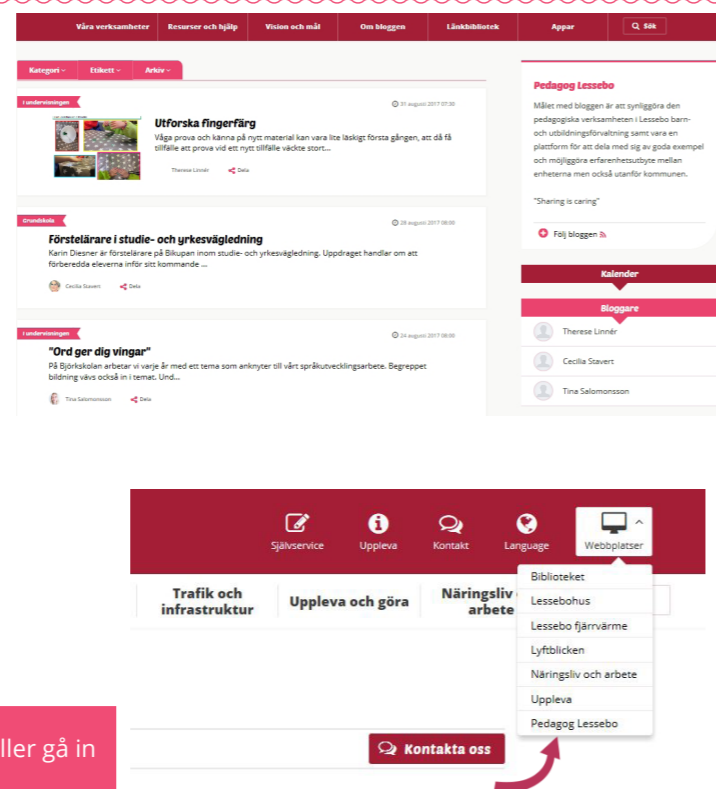 Våra verksamheter Resurser och hjälp Vision och mål Om bloggen Länkbibliotek Appar Sök
Kategori Etikett Arkiv
I undervisningen
31 augusti 2017 07:30
Utforska fingerfärg
Våga prova och känna på nytt material kan vara lite läskigt första gången, att då få
tillfälle att prova vid ett nytt tillfälle väckte stort...
Therese Linnér Dela
Grundskola
28 augusti 2017 08:00
Förstelärare i studie- och yrkesvägledning
Karin Diesner är förstelärare på Bikupan inom studie- och yrkesvägledning. Uppdraget handlar om att
förberedda eleverna inför sitt kommande ...
Cecilia Stavert Dela
I undervisningen
24 augusti 2017 08:00
"Ord ger dig vingar"
På Björkskolan arbetar vi varje år med ett tema som anknyter till vårt språkutvecklingsarbete. Begreppet
bildning vävs också in i temat. Und...
Tina Salomonsson Dela
Pedagog Lessebo
Målet med bloggen är att synliggöra den
pedagogiska verksamheten i Lessebo barn-
och utbildningsförvaltning samt vara en
plattform för att dela med sig av goda exempel
och möjliggöra erfarenhetsutbyte mellan
enheterna men också utanför kommunen.
"Sharing is caring"
Följ bloggen
Kalender
Bloggare
Therese Linnér
Cecilia Stavert
Tina Salomonsson
Självservice Uppleva Kontakt Language Webbplatser
Trafik och
infrastruktur
Uppleva och göra
Näringsliv
arbete
Biblioteket
Lessebohus
Lessebo fjärrvärme
Lyftblicken
Näringsliv och arbete
Uppleva
Pedagog Lessebo
ller gå in
Kontakta oss